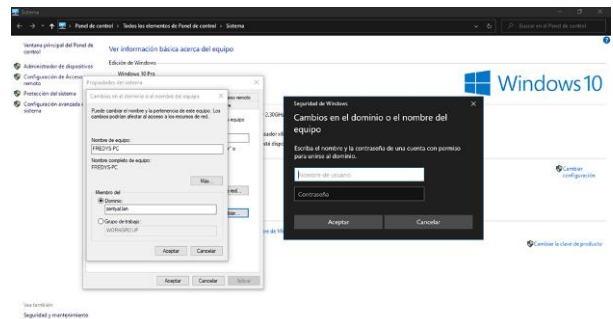 Sistema
Panel de control > Todos los elementos de Panel de control > Sistema
Buscar en el Panel de control
Ventana principal del Panel de control
Administrador de dispositivos
Configuración de Acceso remoto
Protección del sistema
Configuración avanzada
sistema
Ver información básica acerca del equipo
Edición de Windows
Windows 10 Pro
Windows 10
Propiedades del sistema
Cambios en el dominio o el nombre del equipo
Puede cambiar el nombre y la pertenencia de este equipo. Los
cambios podrían afectar al acceso a los recursos de red.
Nombre de equipo:
FREDYS-PC
Nombre completo de equipo:
FREDYS-PC
Más...
Miembro del
Dominio:
zentyal.lan
Grupo de trabajo:
WORKGROUP
Aceptar
Cancelar
Aceptar
Cancelar
Aplicar
remoto
equipo
2.30GHz
Seguridad de Windows
Cambios en el dominio o el nombre del
equipo
Escriba el nombre y la contraseña de una cuenta con permiso
para unirse al dominio.
Nombre de usuario
Contraseña
Aceptar
Cancelar
Cambiar
configuración
Cambiar la clave de producto
Vea también
Seguridad y mantenimiento